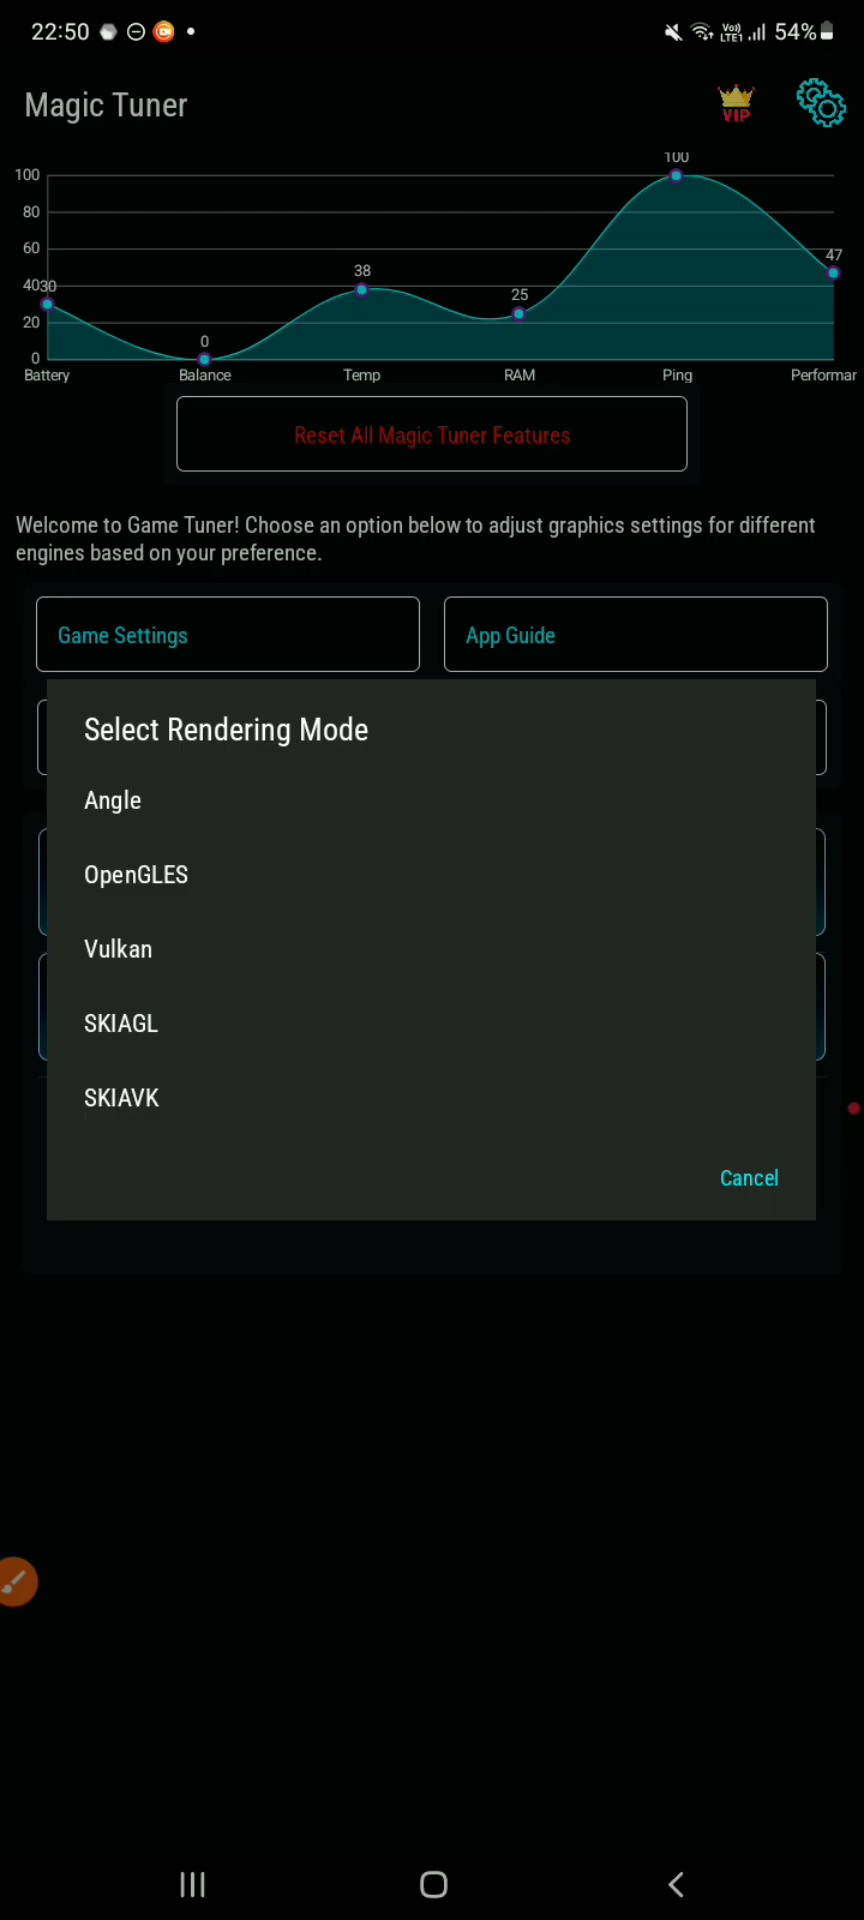 22:50
Vo)) LTE1 54%
Magic Tuner
VIP
100
100
80
60
47
40
30
38
25
20
0
0
Battery Balance Temp RAM Ping Performar
Reset All Magic Tuner Features
Welcome to Game Tuner! Choose an option below to adjust graphics settings for different
engines based on your preference.
Game Settings App Guide
Select Rendering Mode
Angle
OpenGLES
Vulkan
SKIAGL
SKIAVK
Cancel